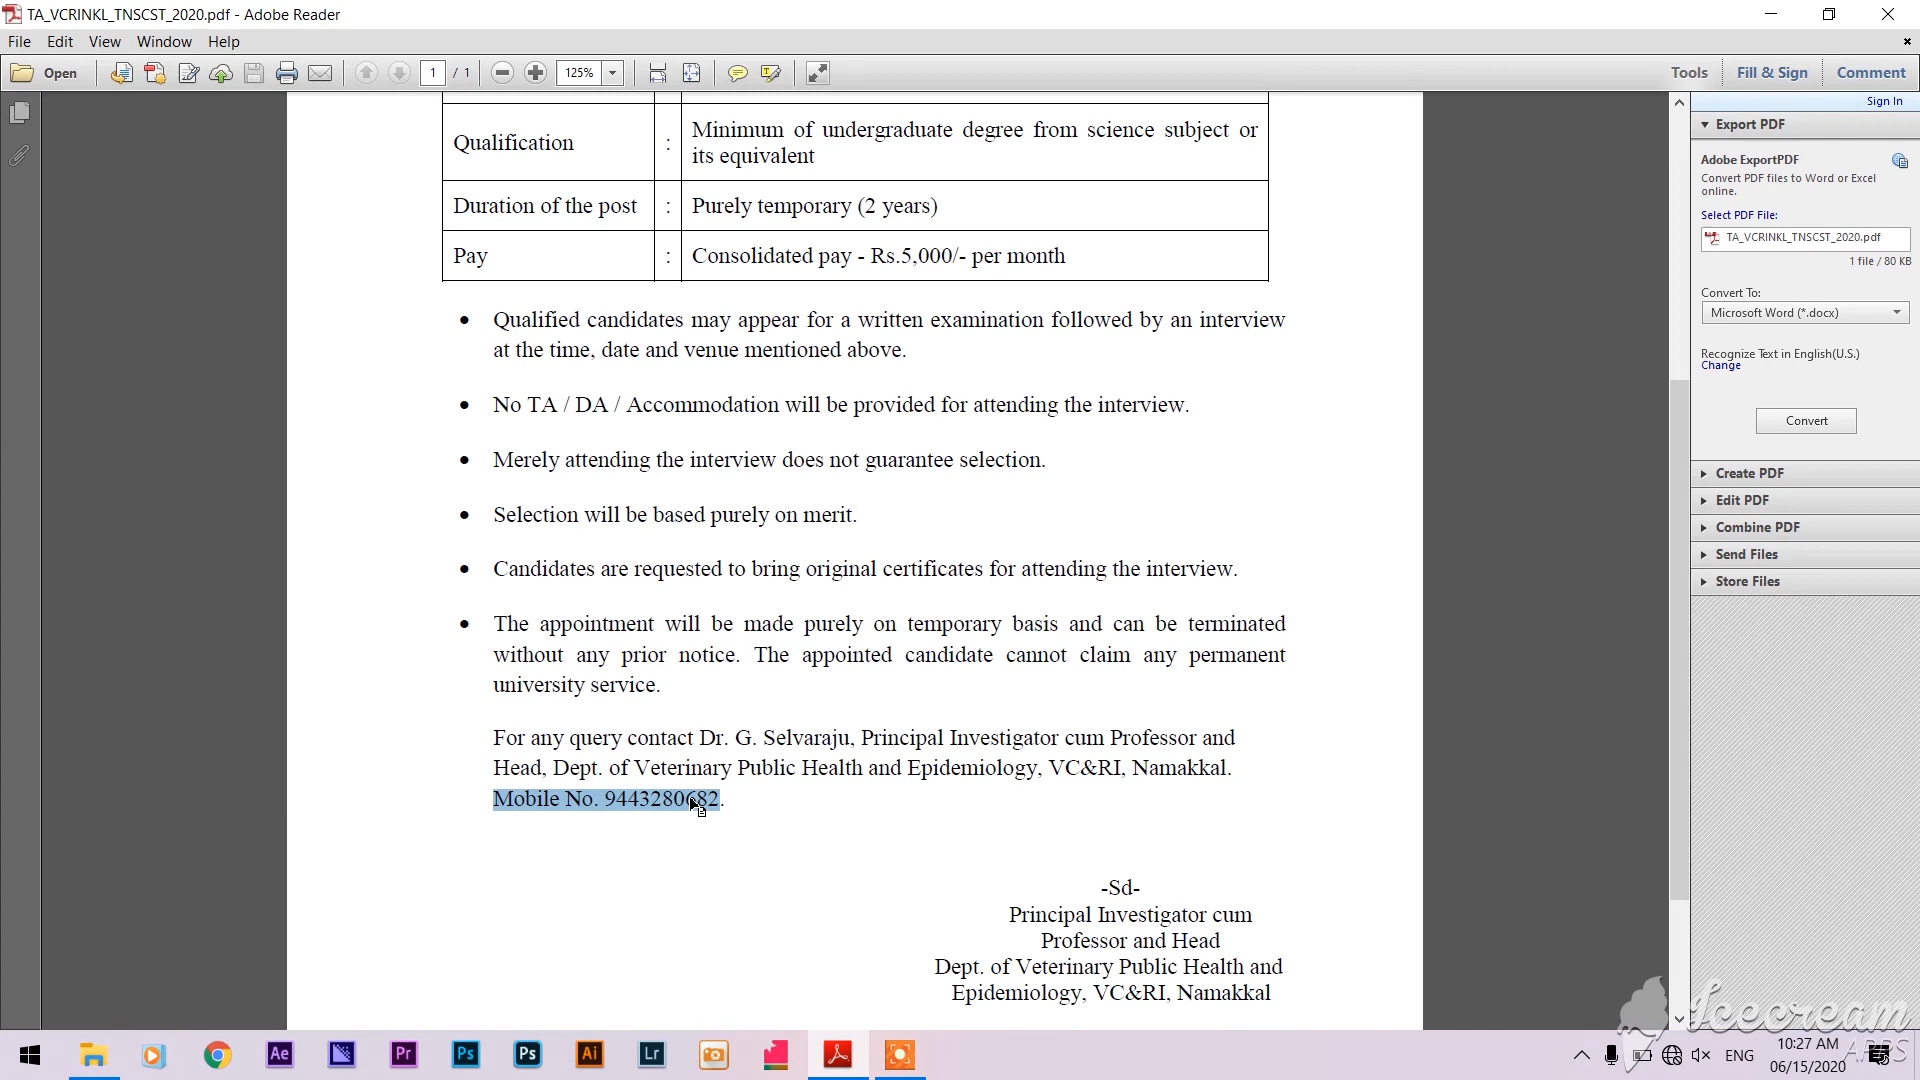 TA_VCRINKL_TNSCST_2020.pdf - Adobe Reader
File Edit View Window Help
Open 1 / 1 125% Tools Fill & Sign Comment
Sign In
Export PDF
Adobe ExportPDF
Convert PDF files to Word or Excel
online.
Select PDF File:
TA_VCRINKL_TNSCST_2020.pdf
1 file / 80 KB
Convert To:
Microsoft Word (*.docx)
Recognize Text in English(U.S.)
Change
Convert
Create PDF
Edit PDF
Combine PDF
Send Files
Store Files
Qualification : Minimum of undergraduate degree from science subject or
its equivalent
Duration of the post : Purely temporary (2 years)
Pay : Consolidated pay - Rs.5,000/- per month
• Qualified candidates may appear for a written examination followed by an interview
at the time, date and venue mentioned above.
• No TA / DA / Accommodation will be provided for attending the interview.
• Merely attending the interview does not guarantee selection.
• Selection will be based purely on merit.
• Candidates are requested to bring original certificates for attending the interview.
• The appointment will be made purely on temporary basis and can be terminated
without any prior notice. The appointed candidate cannot claim any permanent
university service.
For any query contact Dr. G. Selvaraju, Principal Investigator cum Professor and
Head, Dept. of Veterinary Public Health and Epidemiology, VC&RI, Namakkal.
Mobile No. 9443280682.
-Sd-
Principal Investigator cum
Professor and Head
Dept. of Veterinary Public Health and
Epidemiology, VC&RI, Namakkal
Icecream
APPS
Ae Pr Ps Ps Ai Lr
ENG
10:27 AM
06/15/2020